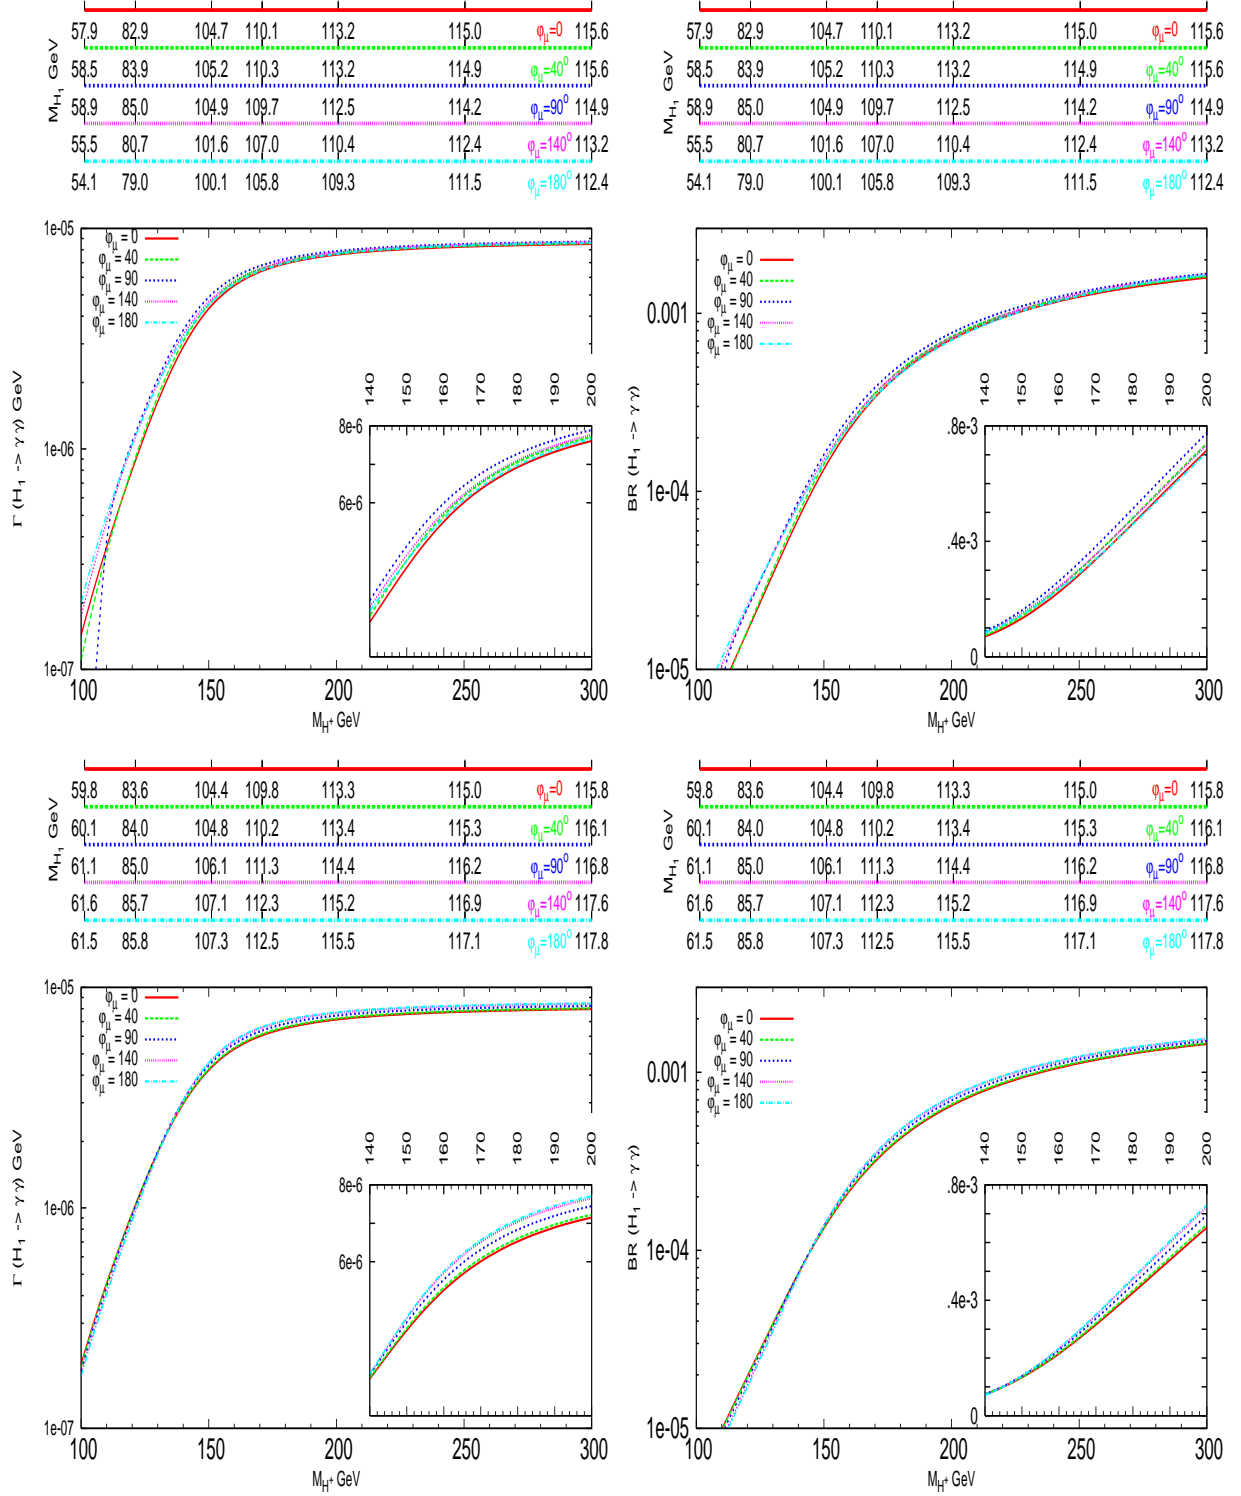 57.9 82.9 104.7 110.1 113.2 115.0 φμ=0 115.6
58.5 83.9 105.2 110.3 113.2 114.9 φμ=40° 115.6
58.9 85.0 104.9 109.7 112.5 114.2 φμ=90° 114.9
55.5 80.7 101.6 107.0 110.4 112.4 φμ=140° 113.2
54.1 79.0 100.1 105.8 109.3 111.5 φμ=180° 112.4
M_H₁ GeV
1e-05
φμ = 0
φμ = 40
φμ = 90
φμ = 140
φμ = 180
1e-06
1e-07
Γ (H₁ -> γγ) GeV
140 150 160 170 180 190 200
8e-6
6e-6
100 150 200 250 300
M_H⁺ GeV
57.9 82.9 104.7 110.1 113.2 115.0 φμ=0 115.6
58.5 83.9 105.2 110.3 113.2 114.9 φμ=40° 115.6
58.9 85.0 104.9 109.7 112.5 114.2 φμ=90° 114.9
55.5 80.7 101.6 107.0 110.4 112.4 φμ=140° 113.2
54.1 79.0 100.1 105.8 109.3 111.5 φμ=180° 112.4
M_H₁ GeV
φμ = 0
φμ = 40
φμ = 90
φμ = 140
φμ = 180
0.001
1e-04
1e-05
BR (H₁ -> γγ)
140 150 160 170 180 190 200
.8e-3
.4e-3
0
100 150 200 250 300
M_H⁺ GeV
59.8 83.6 104.4 109.8 113.3 115.0 φμ=0 115.8
60.1 84.0 104.8 110.2 113.4 115.3 φμ=40° 116.1
61.1 85.0 106.1 111.3 114.4 116.2 φμ=90° 116.8
61.6 85.7 107.1 112.3 115.2 116.9 φμ=140° 117.6
61.5 85.8 107.3 112.5 115.5 117.1 φμ=180° 117.8
M_H₁ GeV
1e-05
φμ = 0
φμ = 40
φμ = 90
φμ = 140
φμ = 180
1e-06
1e-07
Γ (H₁ -> γγ) GeV
140 150 160 170 180 190 200
8e-6
6e-6
100 150 200 250 300
M_H⁺ GeV
59.8 83.6 104.4 109.8 113.3 115.0 φμ=0 115.8
60.1 84.0 104.8 110.2 113.4 115.3 φμ=40° 116.1
61.1 85.0 106.1 111.3 114.4 116.2 φμ=90° 116.8
61.6 85.7 107.1 112.3 115.2 116.9 φμ=140° 117.6
61.5 85.8 107.3 112.5 115.5 117.1 φμ=180° 117.8
M_H₁ GeV
φμ = 0
φμ = 40
φμ = 90
φμ = 140
φμ = 180
0.001
1e-04
1e-05
BR (H₁ -> γγ)
140 150 160 170 180 190 200
.8e-3
.4e-3
0
100 150 200 250 300
M_H⁺ GeV